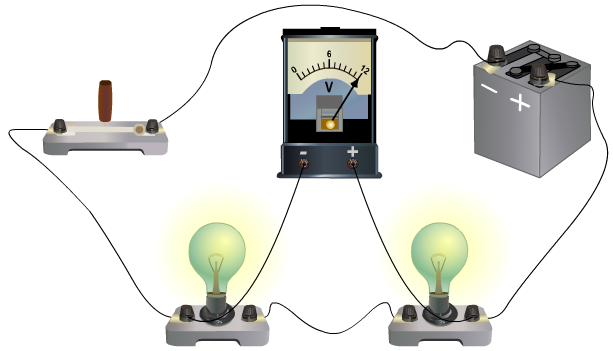 0 6 12
V
- +
− +